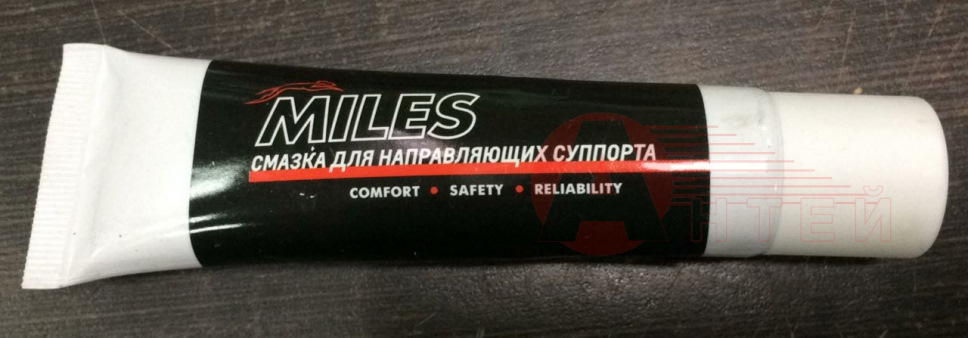 MILES
СМАЗКА ДЛЯ НАПРАВЛЯЮЩИХ СУППОРТА
COMFORT • SAFETY • RELIABILITY
АНТЕЙ